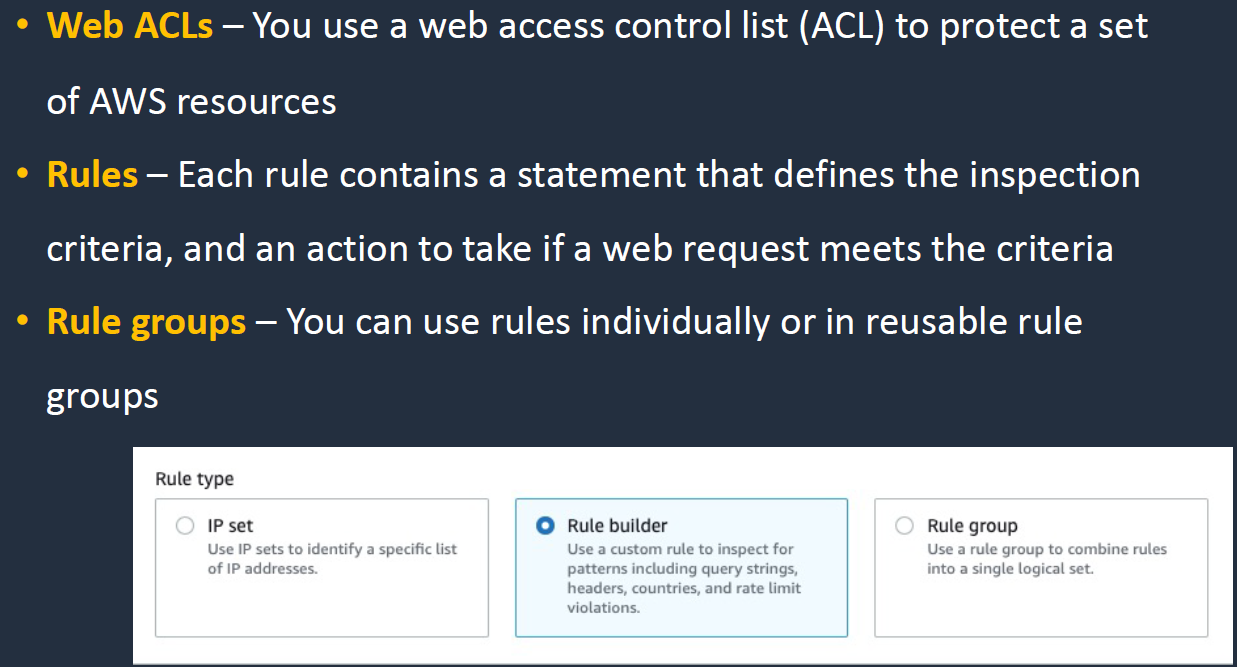 • Web ACLs – You use a web access control list (ACL) to protect a set
of AWS resources
• Rules – Each rule contains a statement that defines the inspection
criteria, and an action to take if a web request meets the criteria
• Rule groups – You can use rules individually or in reusable rule
groups
Rule type
IP set
Use IP sets to identify a specific list
of IP addresses.
Rule builder
Use a custom rule to inspect for
patterns including query strings,
headers, countries, and rate limit
violations.
Rule group
Use a rule group to combine rules
into a single logical set.